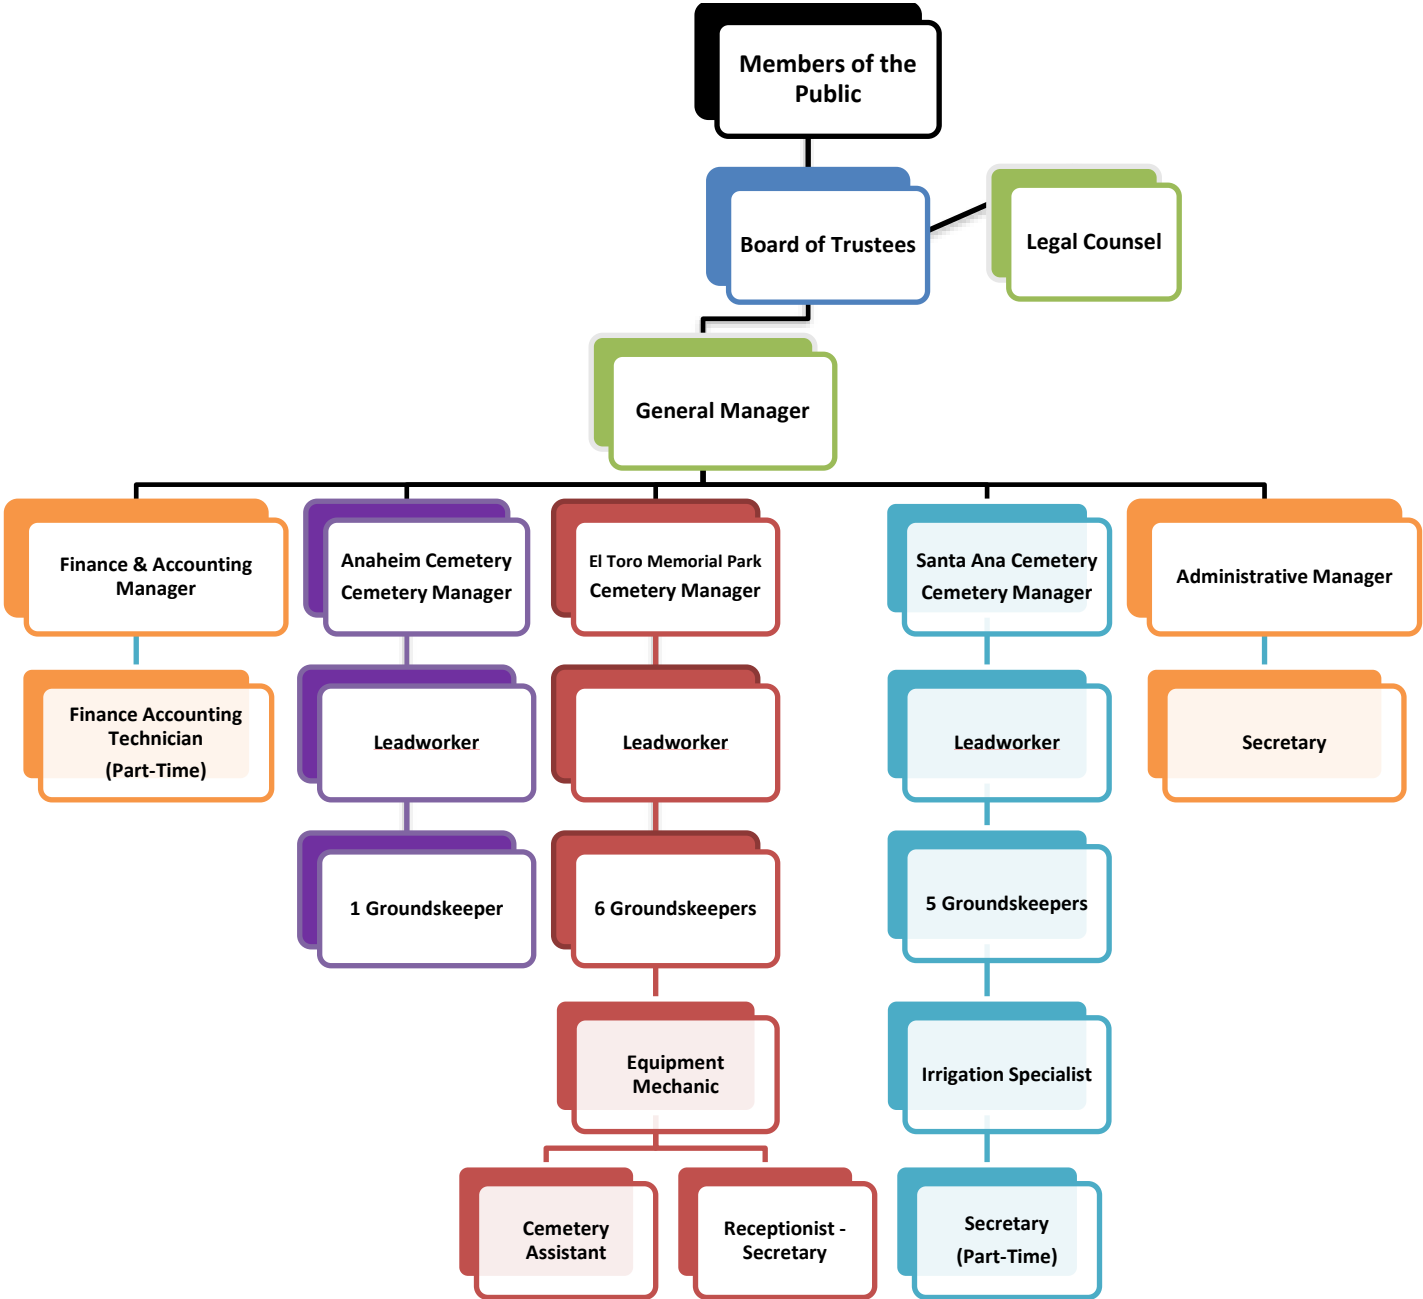 Members of the
Public
Board of Trustees
Legal Counsel
General Manager
Finance & Accounting
Manager
Anaheim Cemetery
Cemetery Manager
El Toro Memorial Park
Cemetery Manager
Santa Ana Cemetery
Cemetery Manager
Administrative Manager
Finance Accounting
Technician
(Part-Time)
Leadworker
Leadworker
Leadworker
Secretary
1 Groundskeeper
6 Groundskeepers
5 Groundskeepers
Equipment
Mechanic
Irrigation Specialist
Cemetery
Assistant
Receptionist -
Secretary
Secretary
(Part-Time)